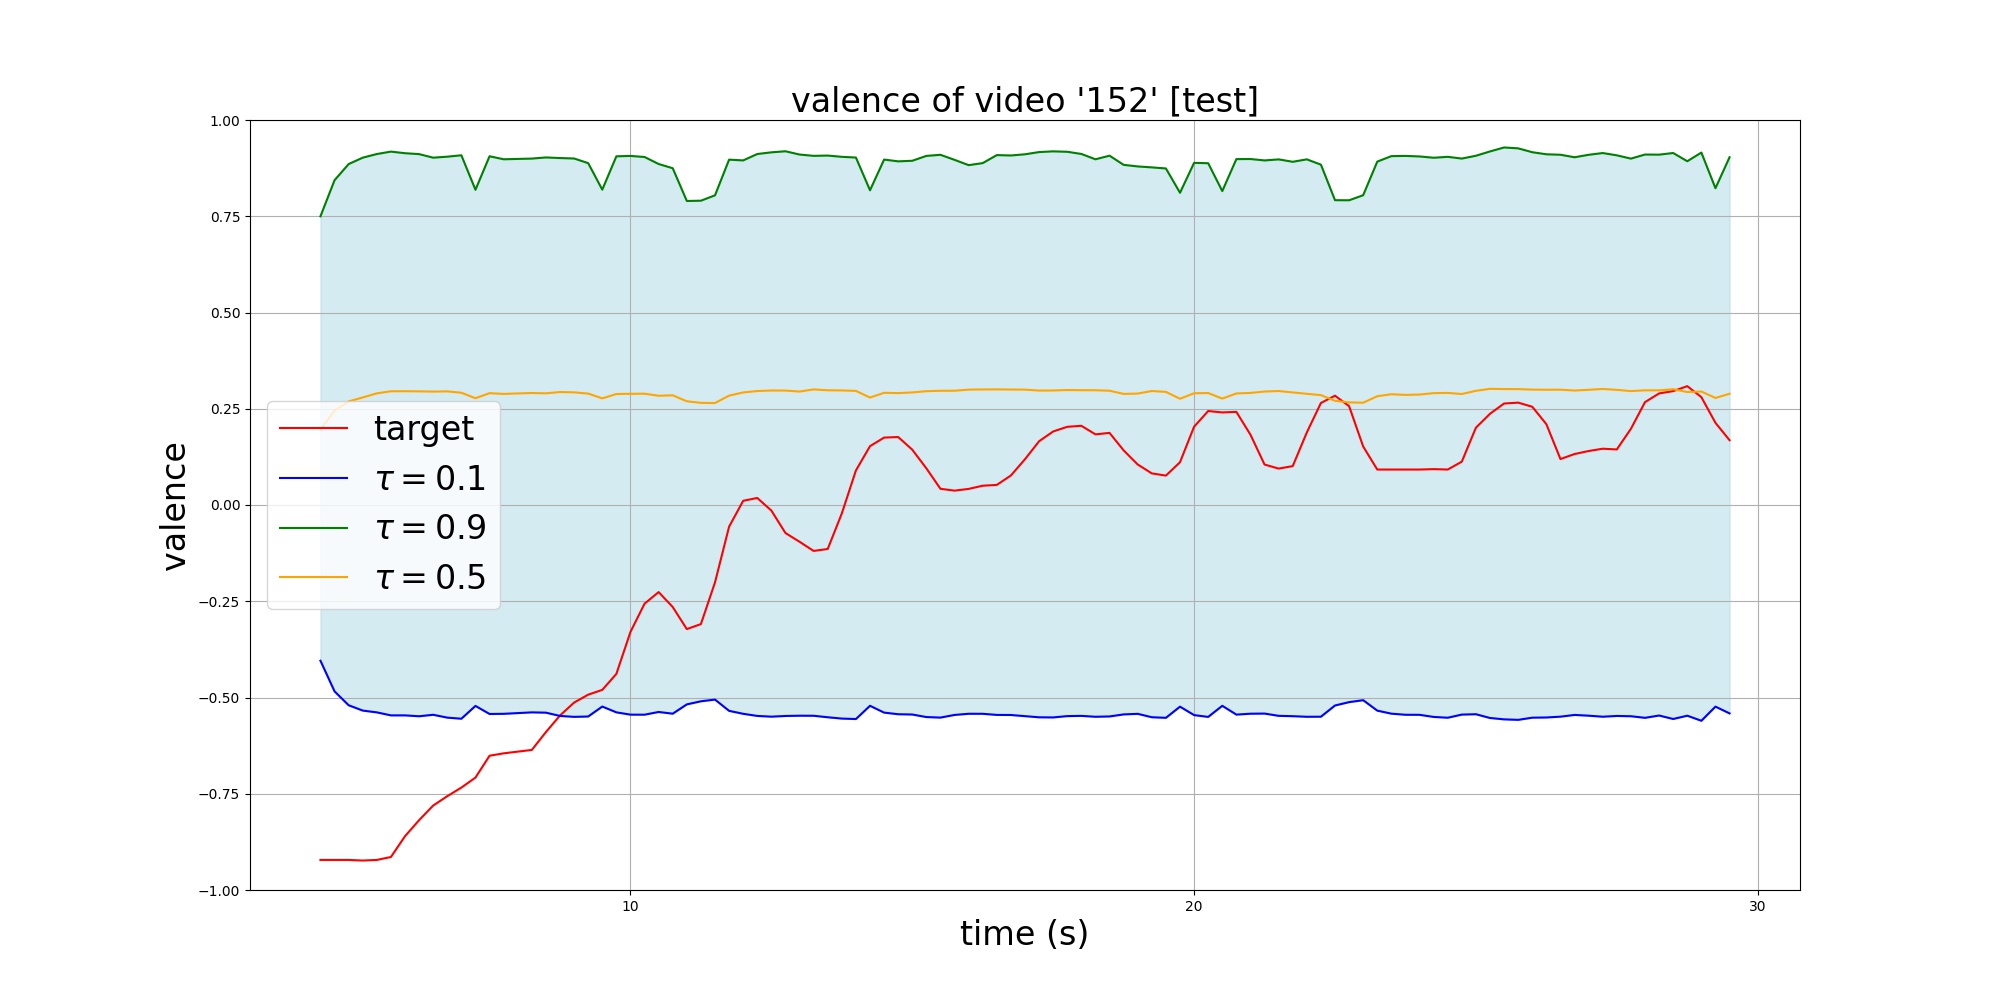 valence of video '152' [test]
1.00
0.75
0.50
0.25
0.00
−0.25
−0.50
−0.75
−1.00
valence
target
τ = 0.1
τ = 0.9
τ = 0.5
10
20
30
time (s)